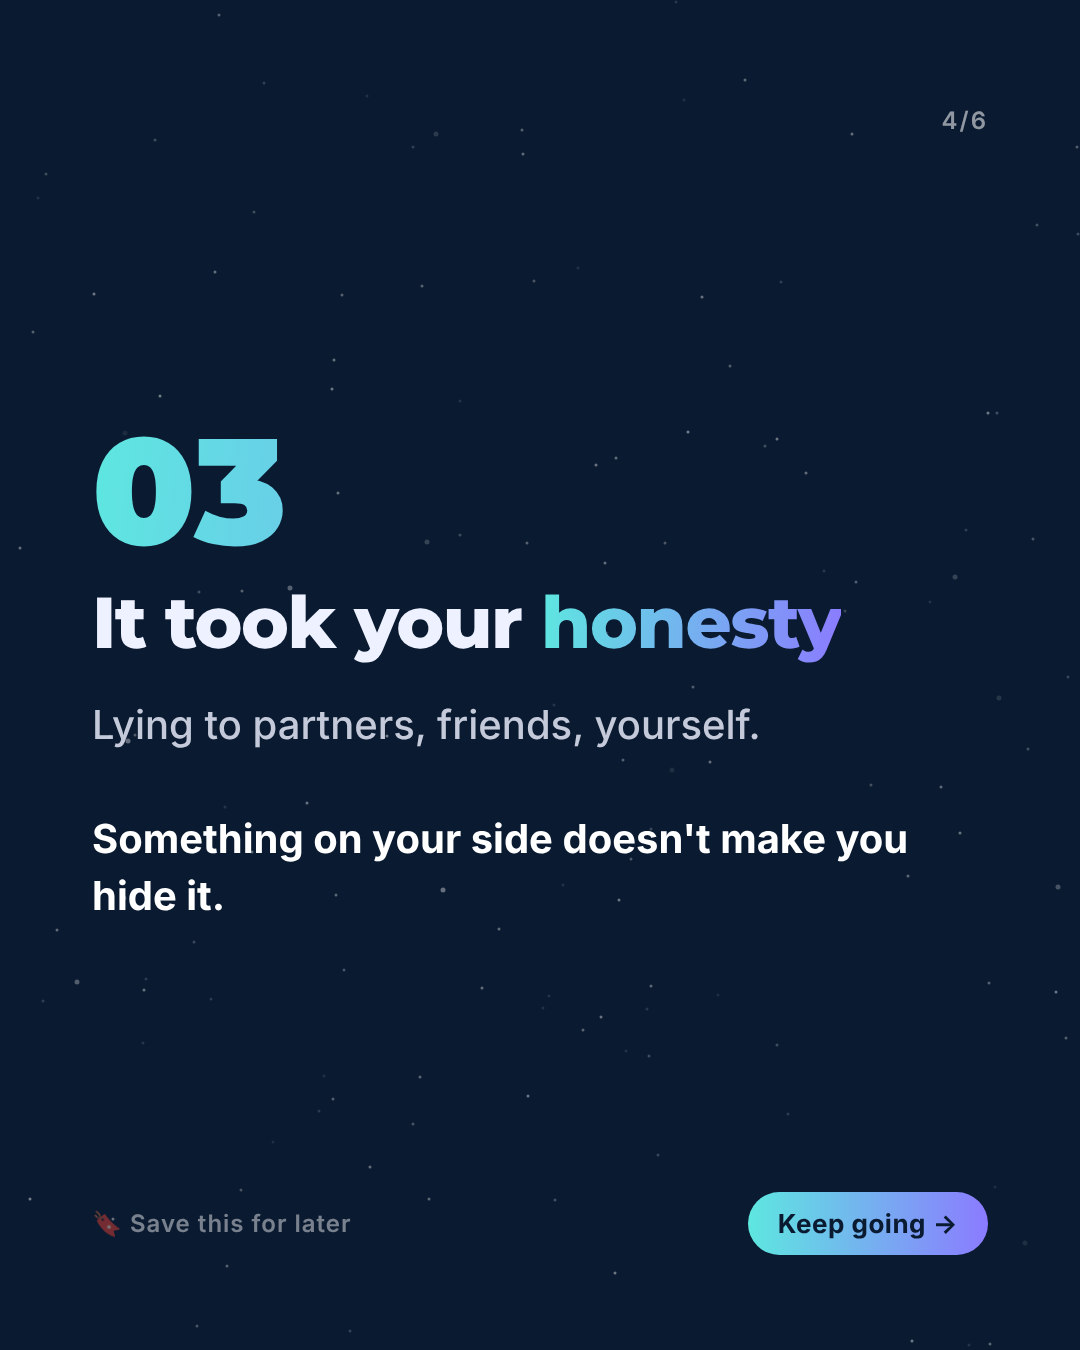 4/6
03
It took your honesty
Lying to partners, friends, yourself.
Something on your side doesn't make you
hide it.
🔖 Save this for later
Keep going →